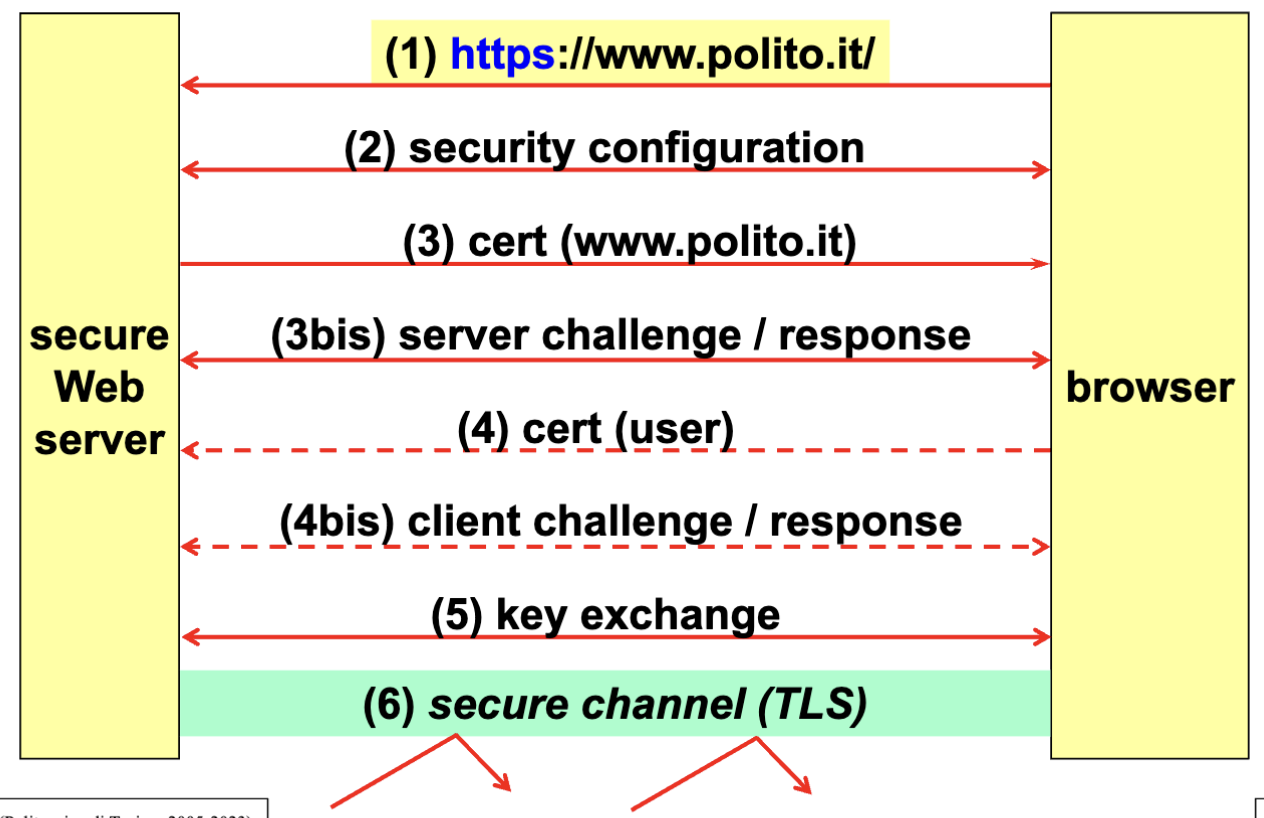 (1) https://www.polito.it/
(2) security configuration
(3) cert (www.polito.it)
(3bis) server challenge / response
secure
Web
server
browser
(4) cert (user)
(4bis) client challenge / response
(5) key exchange
(6) secure channel (TLS)